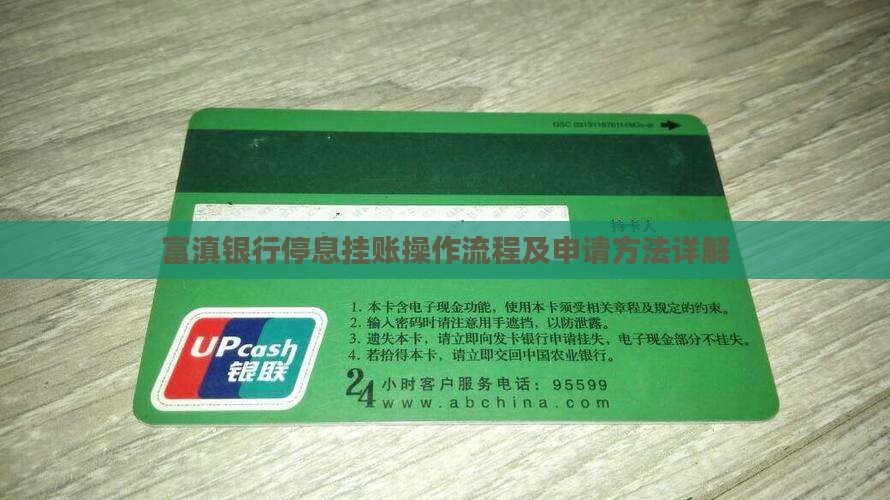 持卡人
富滇银行停息挂账操作流程及申请方法详解
1. 本卡含电子现金功能，使用本卡须受相关章程及规定的约束。
2. 输入密码时请注意用手遮挡，以防泄露。
3. 遗失本卡，请立即向发卡银行申请挂失，电子现金部分不挂失。
4. 若拾得本卡，请立即交回中国农业银行。
UPcash
银联
24小时客户服务电话：95599
www.abchina.com